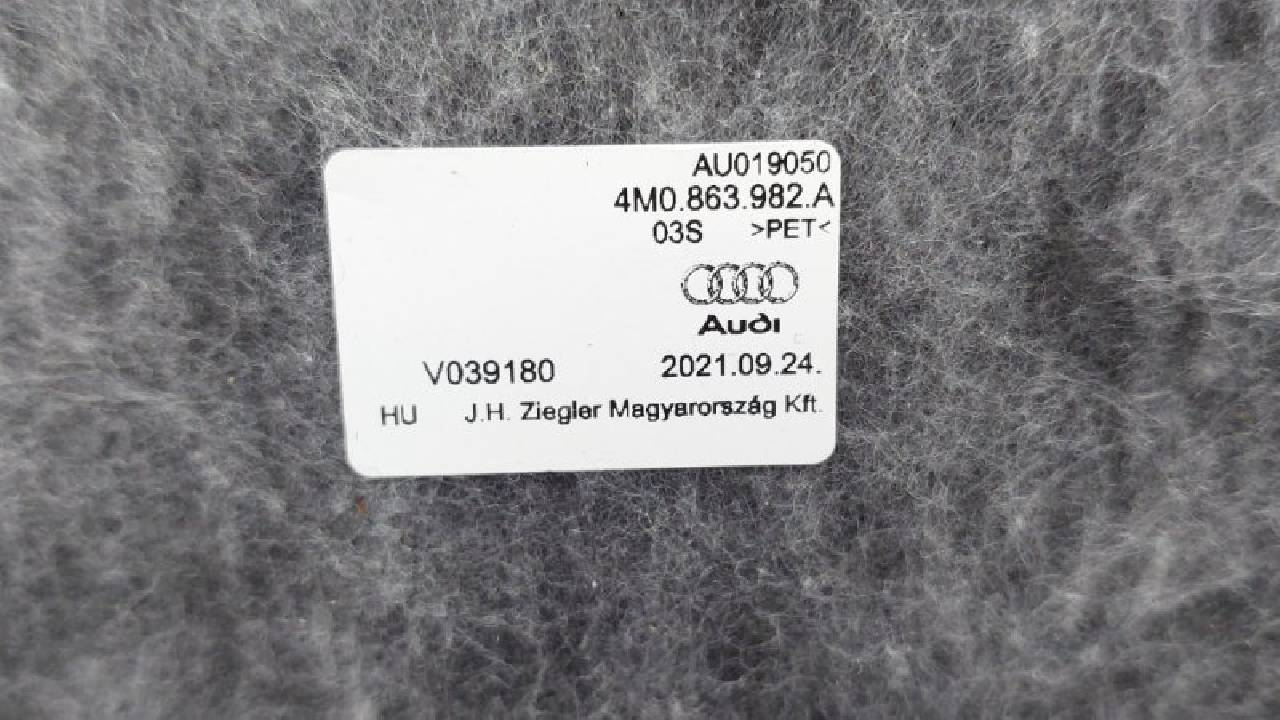 AU019050
4M0.863.982.A
03S >PET<
Audi
V039180 2021.09.24.
HU J.H. Ziegler Magyarország Kft.